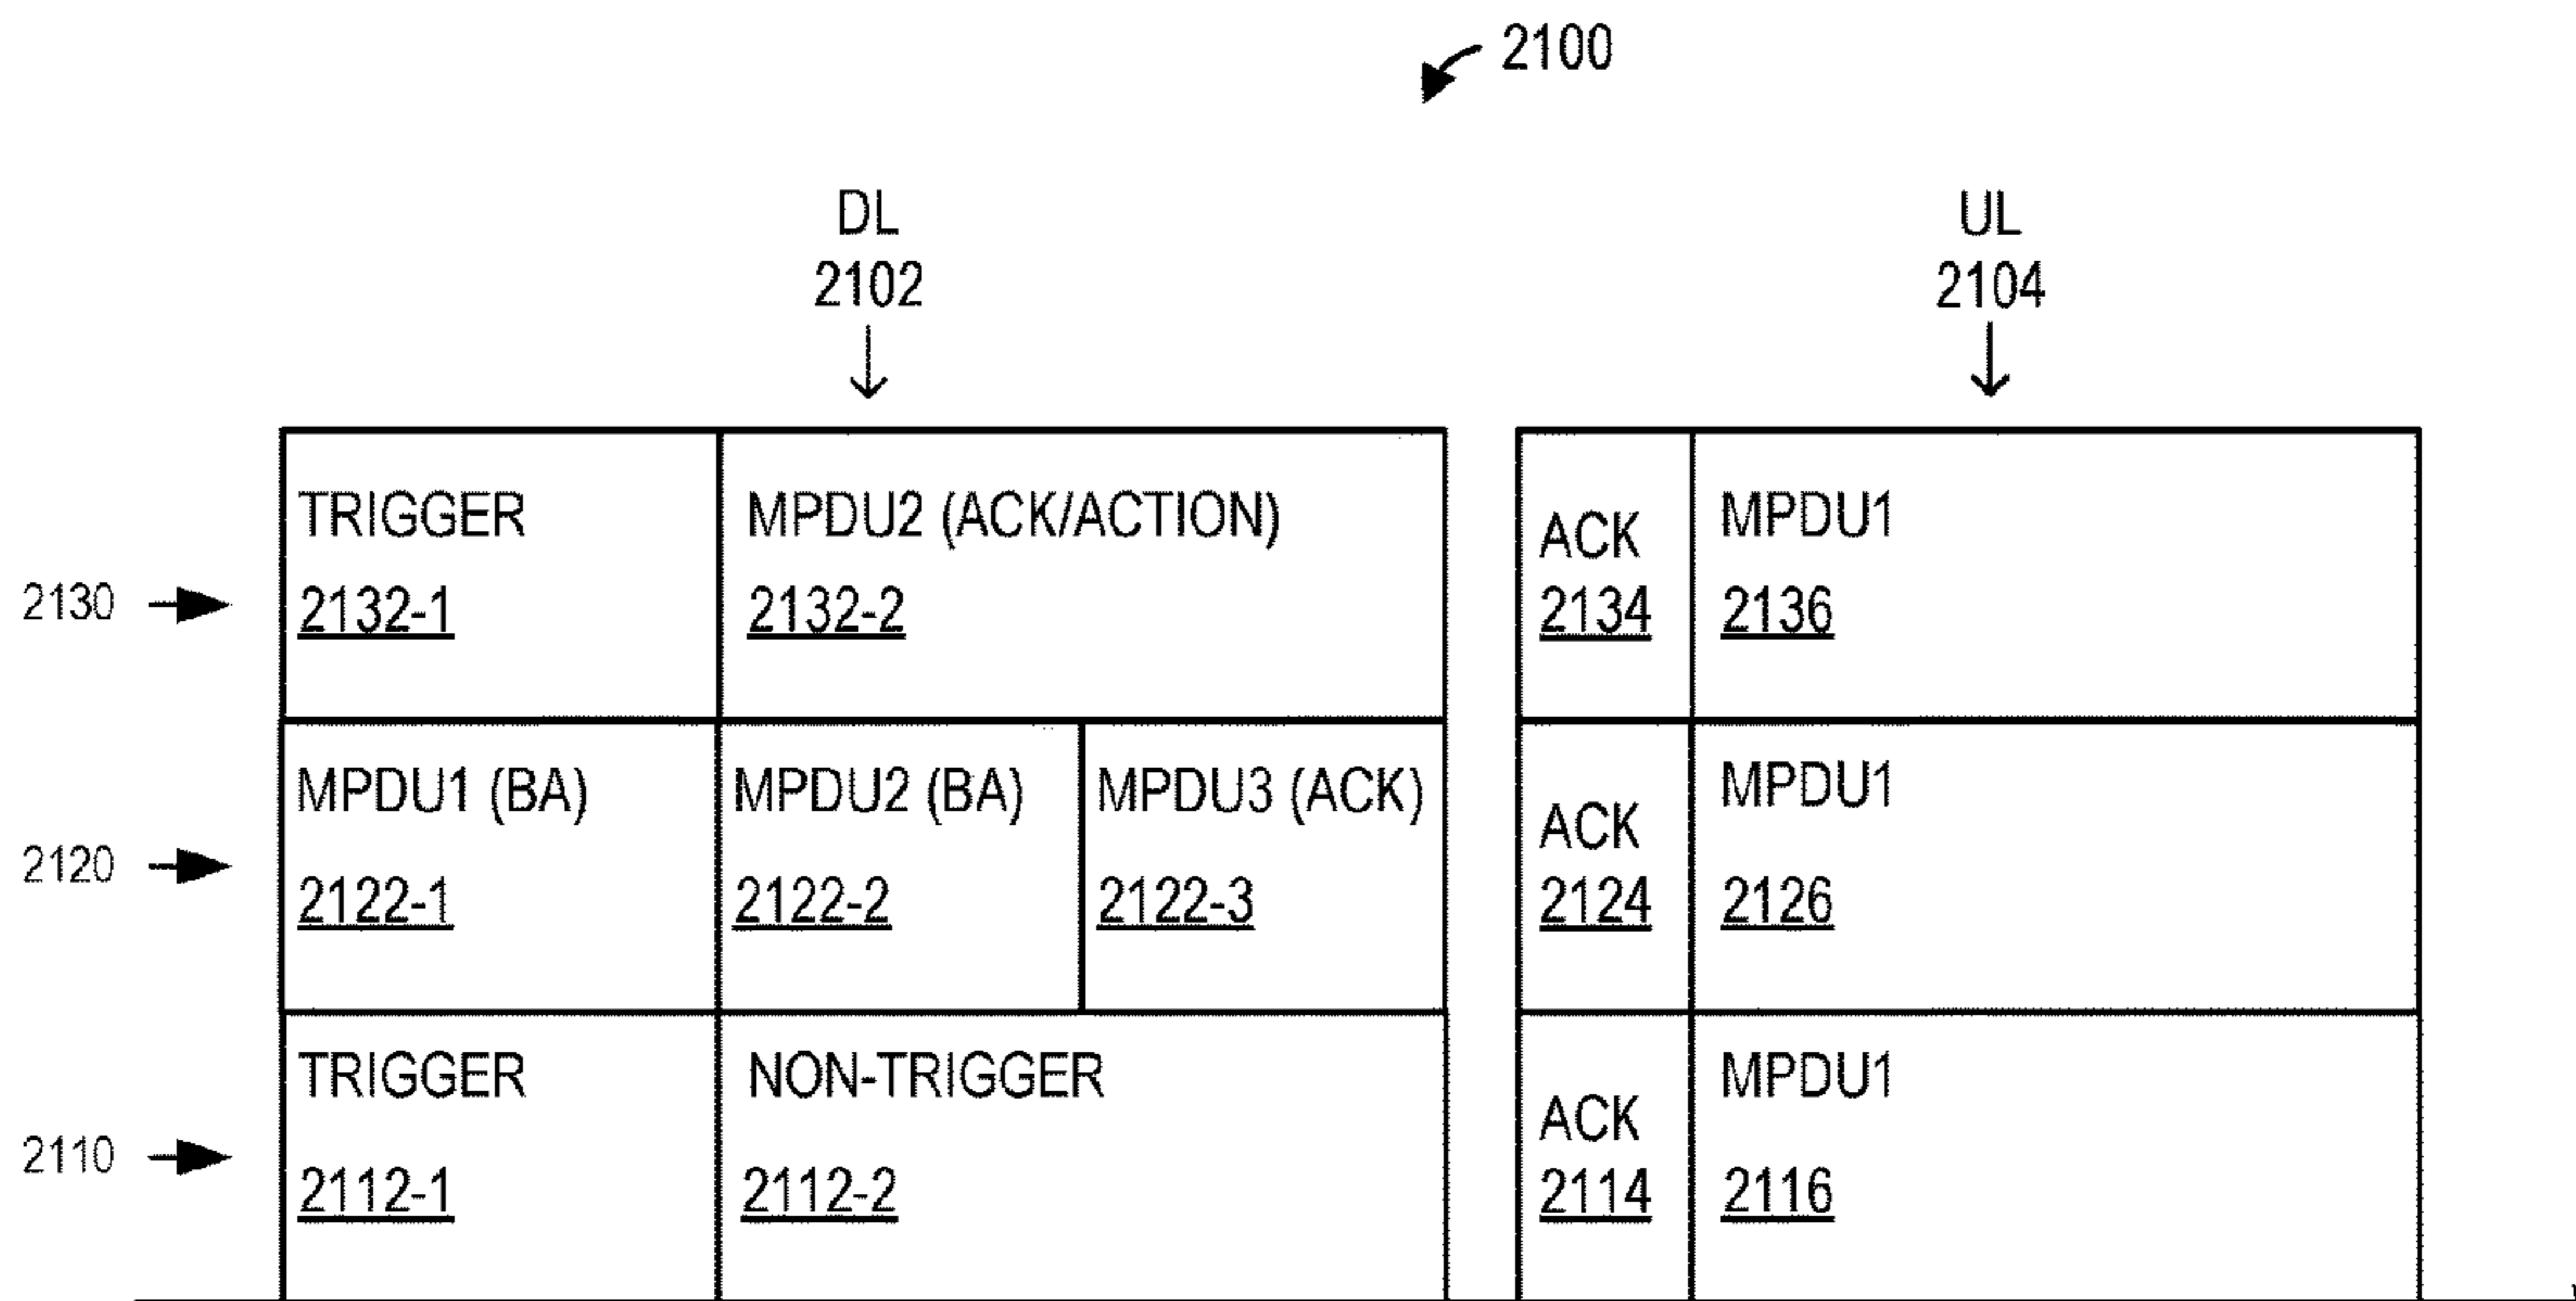 2100
DL
2102
UL
2104
2130
TRIGGER
2132-1
MPDU2 (ACK/ACTION)
2132-2
ACK
2134
MPDU1
2136
2120
MPDU1 (BA)
2122-1
MPDU2 (BA)
2122-2
MPDU3 (ACK)
2122-3
ACK
2124
MPDU1
2126
2110
TRIGGER
2112-1
NON-TRIGGER
2112-2
ACK
2114
MPDU1
2116